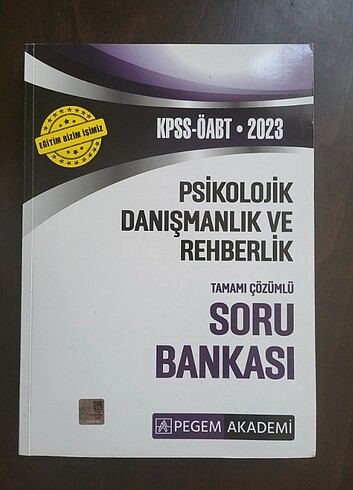 KPSS-ÖABT • 2023
EĞİTİM BİZİM İŞİMİZ
PSİKOLOJİK
DANIŞMANLIK VE
REHBERLİK
TAMAMI ÇÖZÜMLÜ
SORU
BANKASI
PEGEM AKADEMİ